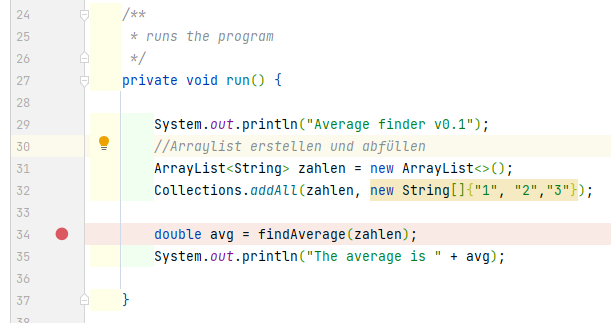 24 /**
25 * runs the program
26 */
27 private void run() {
28
29 System.out.println("Average finder v0.1");
30 //Arraylist erstellen und abfüllen
31 ArrayList<String> zahlen = new ArrayList<>();
32 Collections.addAll(zahlen, new String[]{"1", "2","3"});
33
34 double avg = findAverage(zahlen);
35 System.out.println("The average is " + avg);
36
37 }
38